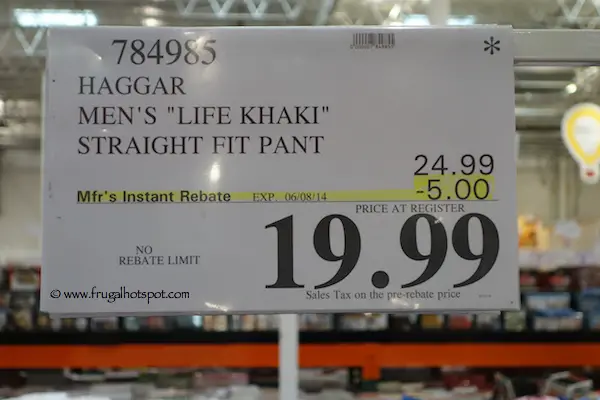 784985 *
HAGGAR
MEN'S "LIFE KHAKI"
STRAIGHT FIT PANT
24.99
Mfr's Instant Rebate EXP. 06/08/14 -5.00
PRICE AT REGISTER
19.99
NO
REBATE LIMIT
Sales Tax on the pre-rebate price
© www.frugalhotspot.com